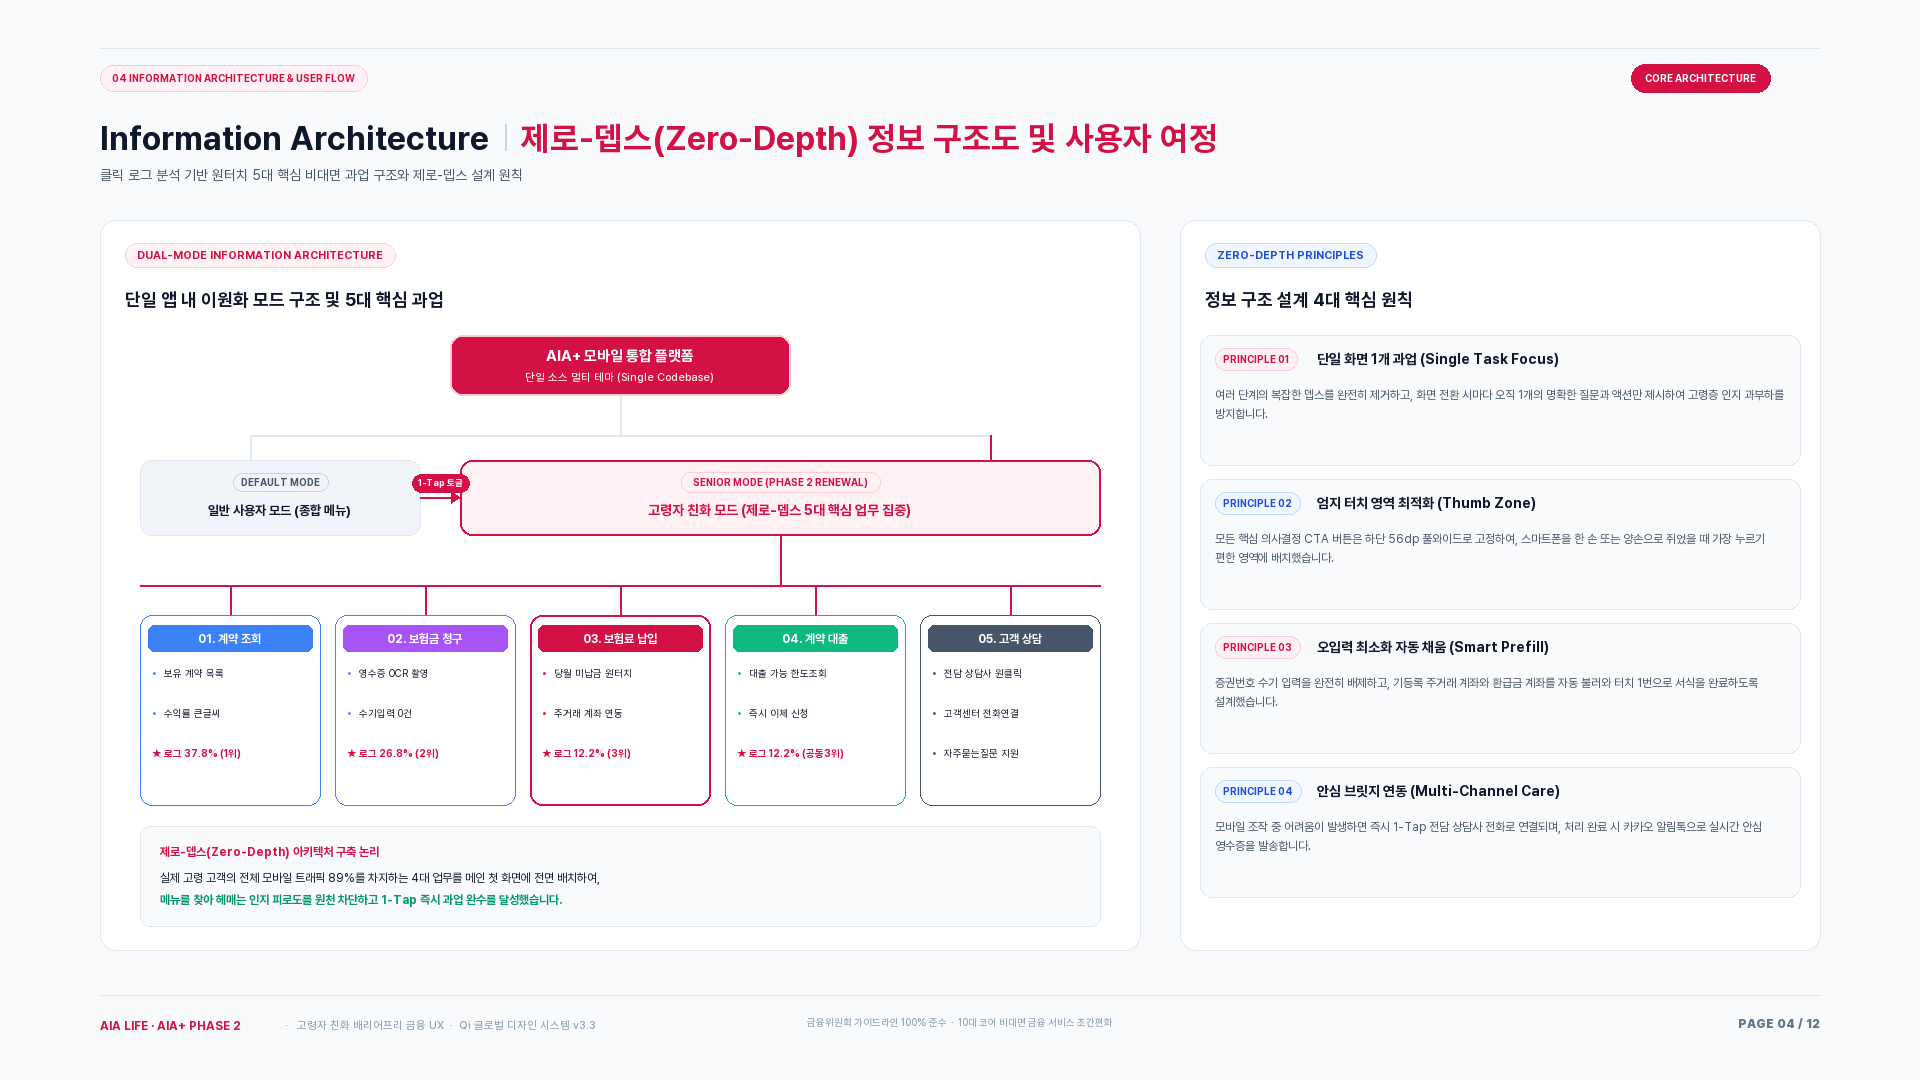 04 INFORMATION ARCHITECTURE & USER FLOW
CORE ARCHITECTURE
Information Architecture | 제로-뎁스(Zero-Depth) 정보 구조도 및 사용자 여정
클릭 로그 분석 기반 원터치 5대 핵심 비대면 과업 구조와 제로-뎁스 설계 원칙
DUAL-MODE INFORMATION ARCHITECTURE
단일 앱 내 이원화 모드 구조 및 5대 핵심 과업
AIA+ 모바일 통합 플랫폼
단일 소스 멀티 테마 (Single Codebase)
DEFAULT MODE
일반 사용자 모드 (종합 메뉴)
1-Tap 토글
SENIOR MODE (PHASE 2 RENEWAL)
고령자 친화 모드 (제로-뎁스 5대 핵심 업무 집중)
01. 계약 조회
• 보유 계약 목록
• 수익률 큰글씨
★ 로그 37.8% (1위)
02. 보험금 청구
• 영수증 OCR 촬영
• 수기입력 0건
★ 로그 26.8% (2위)
03. 보험료 납입
• 당월 미납금 원터치
• 주거래 계좌 연동
★ 로그 12.2% (3위)
04. 계약 대출
• 대출 가능 한도조회
• 즉시 이체 신청
★ 로그 12.2% (공동3위)
05. 고객 상담
• 전담 상담사 원클릭
• 고객센터 전화연결
• 자주묻는질문 지원
제로-뎁스(Zero-Depth) 아키텍처 구축 논리
실제 고령 고객의 전체 모바일 트래픽 89%를 차지하는 4대 업무를 메인 첫 화면에 전면 배치하여,
메뉴를 찾아 헤매는 인지 피로도를 원천 차단하고 1-Tap 즉시 과업 완수를 달성했습니다.
ZERO-DEPTH PRINCIPLES
정보 구조 설계 4대 핵심 원칙
PRINCIPLE 01 단일 화면 1개 과업 (Single Task Focus)
여러 단계의 복잡한 뎁스를 완전히 제거하고, 화면 전환 시마다 오직 1개의 명확한 질문과 액션만 제시하여 고령층 인지 과부하를
방지합니다.
PRINCIPLE 02 엄지 터치 영역 최적화 (Thumb Zone)
모든 핵심 의사결정 CTA 버튼은 하단 56dp 풀와이드로 고정하여, 스마트폰을 한 손 또는 양손으로 쥐었을 때 가장 누르기
편한 영역에 배치했습니다.
PRINCIPLE 03 오입력 최소화 자동 채움 (Smart Prefill)
증권번호 수기 입력을 완전히 배제하고, 기등록 주거래 계좌와 환급금 계좌를 자동 불러와 터치 1번으로 서식을 완료하도록
설계했습니다.
PRINCIPLE 04 안심 브릿지 연동 (Multi-Channel Care)
모바일 조작 중 어려움이 발생하면 즉시 1-Tap 전담 상담사 전화로 연결되며, 처리 완료 시 카카오 알림톡으로 실시간 안심
영수증을 발송합니다.
AIA LIFE · AIA+ PHASE 2 · 고령자 친화 배리어프리 금융 UX · Qi 글로벌 디자인 시스템 v3.3
금융위원회 가이드라인 100% 준수 · 10대 코어 비대면 금융 서비스 초간편화
PAGE 04 / 12